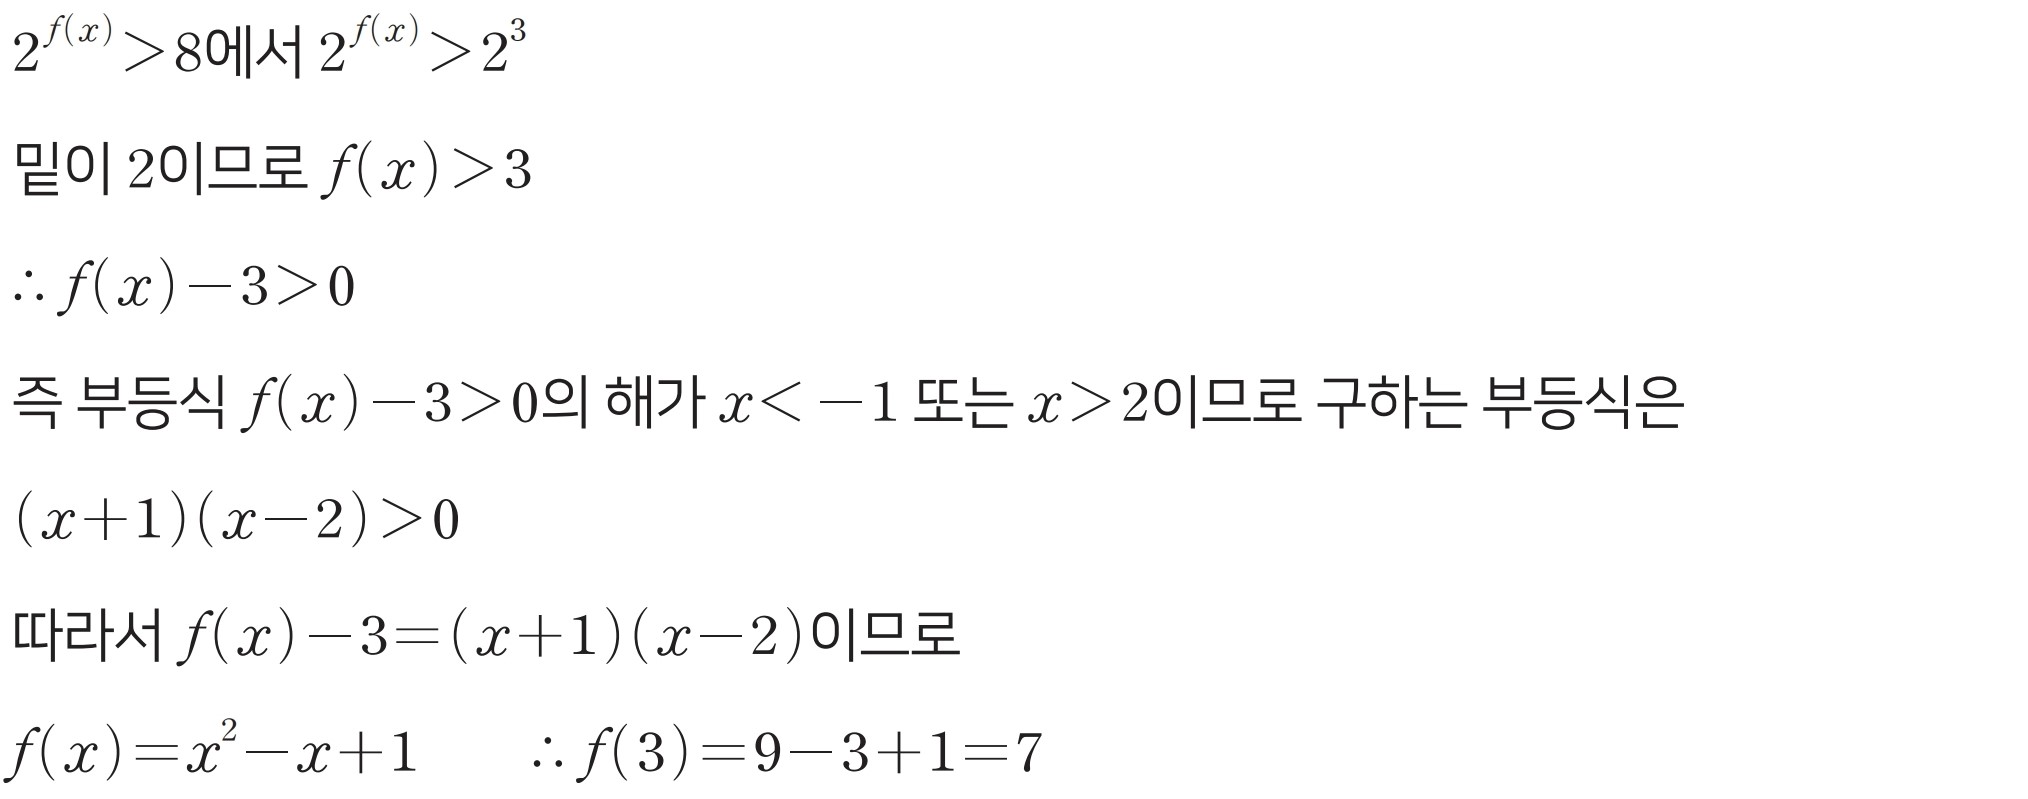 2^{f(x)}>8에서 2^{f(x)}>2^3
밑이 2이므로 f(x)>3
∴ f(x)-3>0
즉 부등식 f(x)-3>0의 해가 x<-1 또는 x>2이므로 구하는 부등식은
(x+1)(x-2)>0
따라서 f(x)-3=(x+1)(x-2)이므로
f(x)=x^2-x+1 ∴ f(3)=9-3+1=7